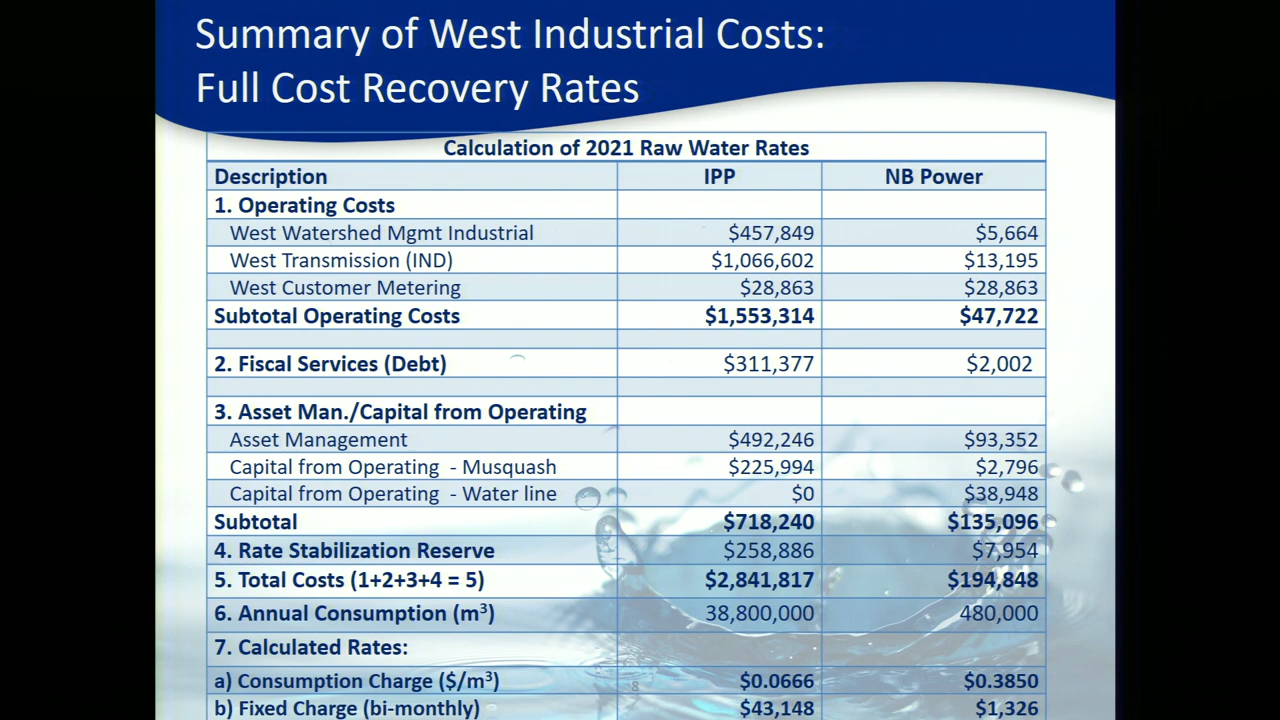 Summary of West Industrial Costs:
Full Cost Recovery Rates
Calculation of 2021 Raw Water Rates
Description IPP NB Power
1. Operating Costs
West Watershed Mgmt Industrial $457,849 $5,664
West Transmission (IND) $1,066,602 $13,195
West Customer Metering $28,863 $28,863
Subtotal Operating Costs $1,553,314 $47,722
2. Fiscal Services (Debt) $311,377 $2,002
3. Asset Man./Capital from Operating
Asset Management $492,246 $93,352
Capital from Operating - Musquash $225,994 $2,796
Capital from Operating - Water line $0 $38,948
Subtotal $718,240 $135,096
4. Rate Stabilization Reserve $258,886 $7,954
5. Total Costs (1+2+3+4 = 5) $2,841,817 $194,848
6. Annual Consumption (m³) 38,800,000 480,000
7. Calculated Rates:
a) Consumption Charge ($/m³) $0.0666 $0.3850
8
b) Fixed Charge (bi-monthly) $43,148 $1,326